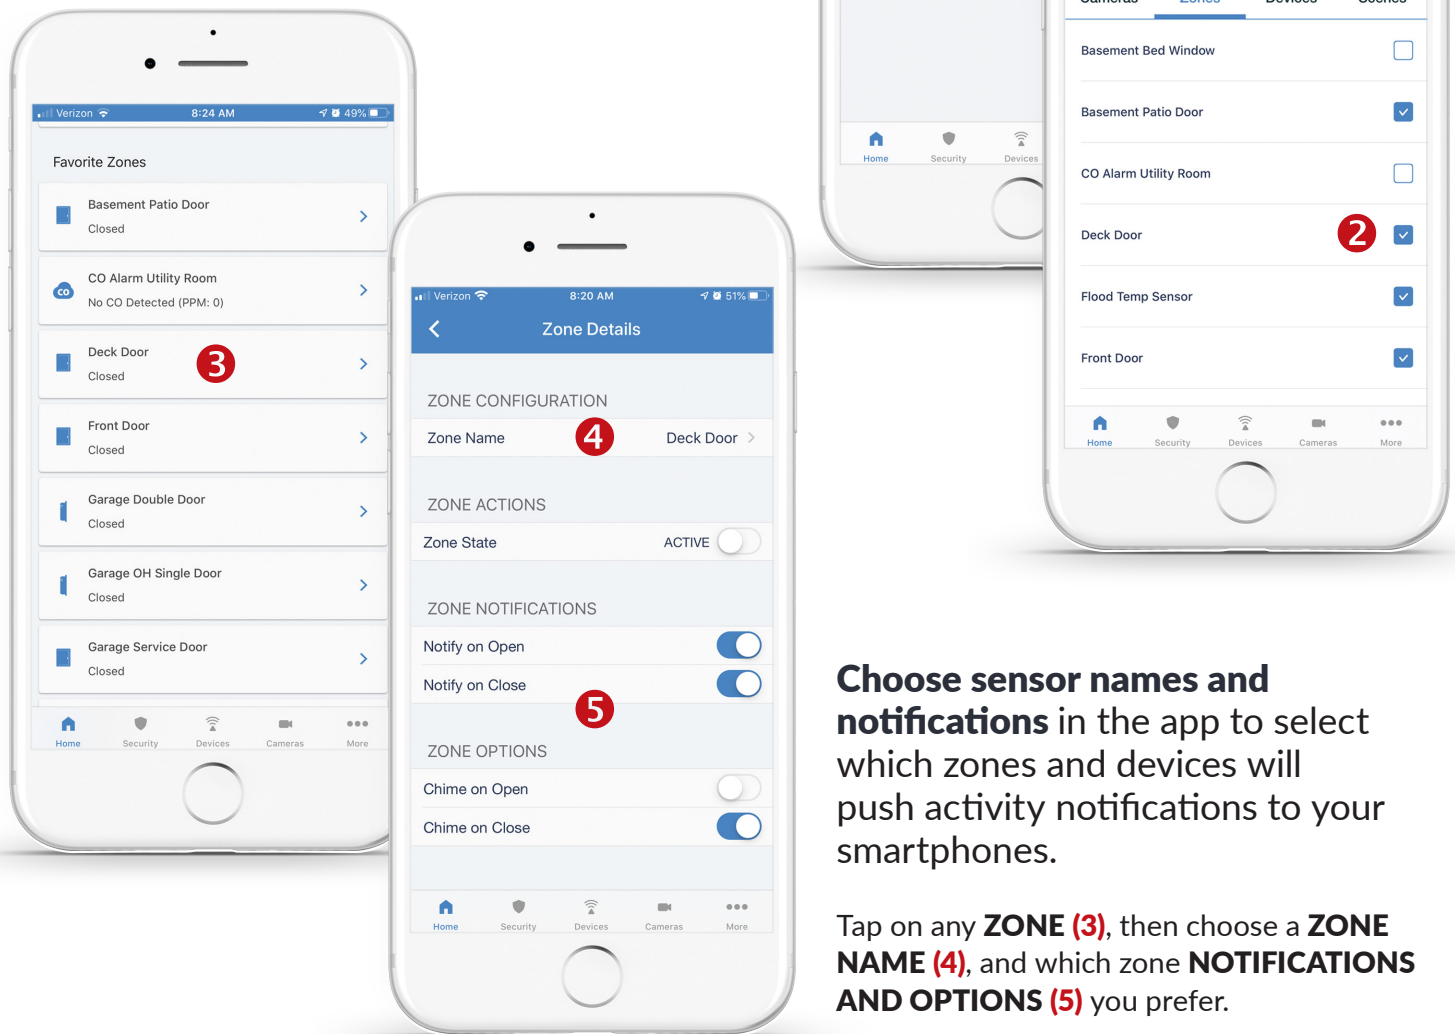 Verizon 8:24 AM 49%
Favorite Zones
Basement Patio Door
Closed
CO
CO Alarm Utility Room
No CO Detected (PPM: 0)
Deck Door
Closed
3
Front Door
Closed
Garage Double Door
Closed
Garage OH Single Door
Closed
Garage Service Door
Closed
Home Security Devices Cameras More
Verizon 8:20 AM 51%
Zone Details
ZONE CONFIGURATION
Zone Name 4 Deck Door
ZONE ACTIONS
Zone State ACTIVE
ZONE NOTIFICATIONS
Notify on Open
Notify on Close
5
ZONE OPTIONS
Chime on Open
Chime on Close
Home Security Devices Cameras More
Home Security Devices
Cameras Zones Devices Scenes
Basement Bed Window
Basement Patio Door
CO Alarm Utility Room
Deck Door 2
Flood Temp Sensor
Front Door
Home Security Devices Cameras More
Choose sensor names and
notifications in the app to select
which zones and devices will
push activity notifications to your
smartphones.
Tap on any ZONE (3), then choose a ZONE
NAME (4), and which zone NOTIFICATIONS
AND OPTIONS (5) you prefer.